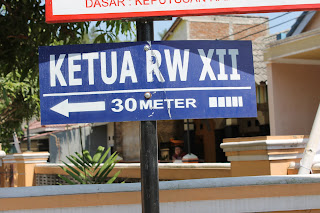 DASAR : KEPUTUSAN
KETUA RW XII
30 METER